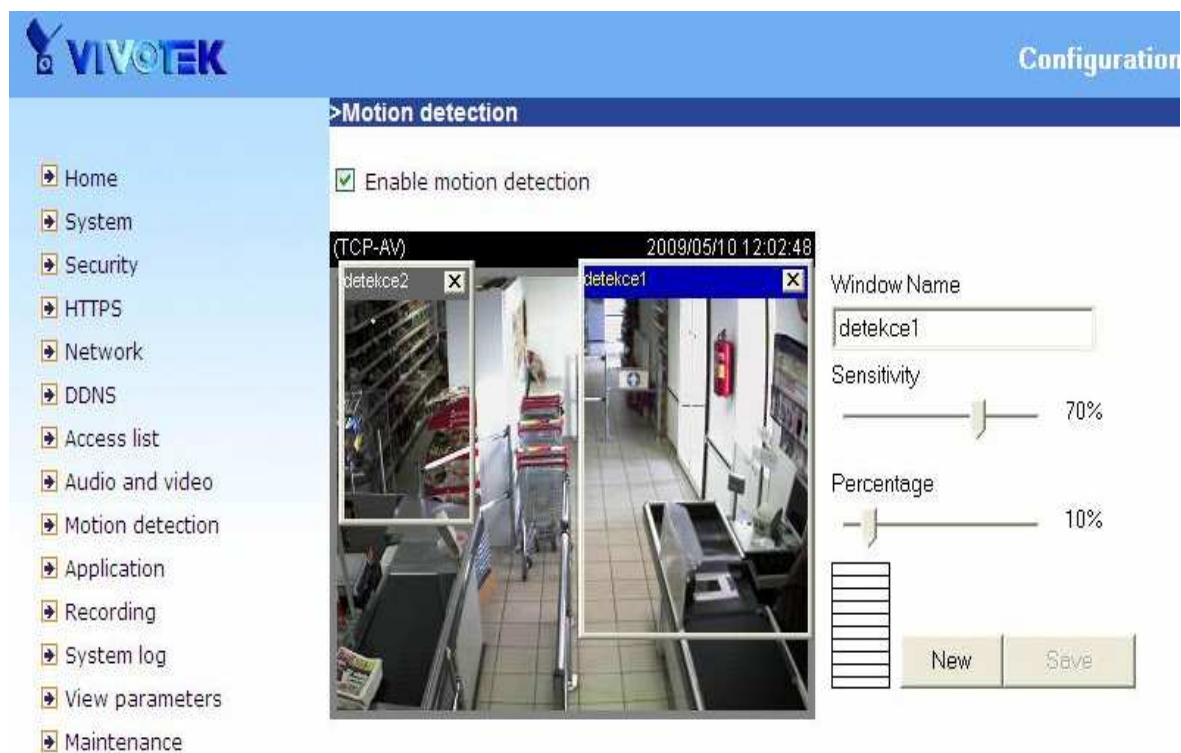 VIVOTEK
Configuration
>Motion detection
Home
System
Security
HTTPS
Network
DDNS
Access list
Audio and video
Motion detection
Application
Recording
System log
View parameters
Maintenance
Enable motion detection
(TCP-AV) 2009/05/10 12:02:48
detekce2 X
detekce1 X
Window Name
detekce1
Sensitivity
70%
Percentage
10%
New
Save